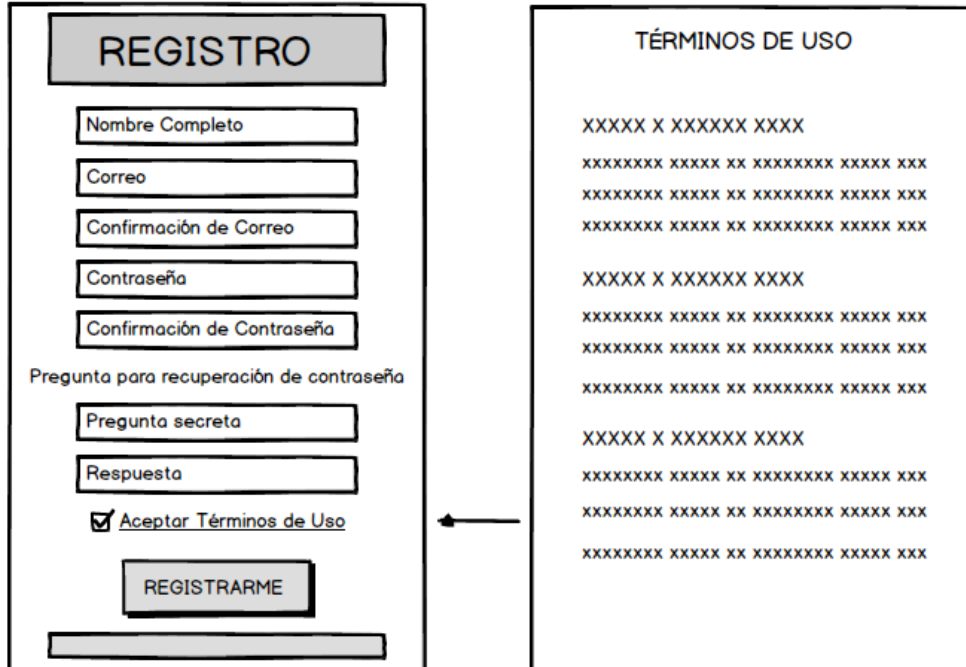 REGISTRO
Nombre Completo
Correo
Confirmación de Correo
Contraseña
Confirmación de Contraseña
Pregunta para recuperación de contraseña
Pregunta secreta
Respuesta
Aceptar Términos de Uso
REGISTRARME
TÉRMINOS DE USO
XXXXX X XXXXXX XXXX
xxxxxxxx xxxxx xx xxxxxxxx xxxxx xxx
xxxxxxxx xxxxx xx xxxxxxxx xxxxx xxx
xxxxxxxx xxxxx xx xxxxxxxx xxxxx xxx
XXXXX X XXXXXX XXXX
xxxxxxxx xxxxx xx xxxxxxxx xxxxx xxx
xxxxxxxx xxxxx xx xxxxxxxx xxxxx xxx
xxxxxxxx xxxxx xx xxxxxxxx xxxxx xxx
XXXXX X XXXXXX XXXX
xxxxxxxx xxxxx xx xxxxxxxx xxxxx xxx
xxxxxxxx xxxxx xx xxxxxxxx xxxxx xxx
xxxxxxxx xxxxx xx xxxxxxxx xxxxx xxx